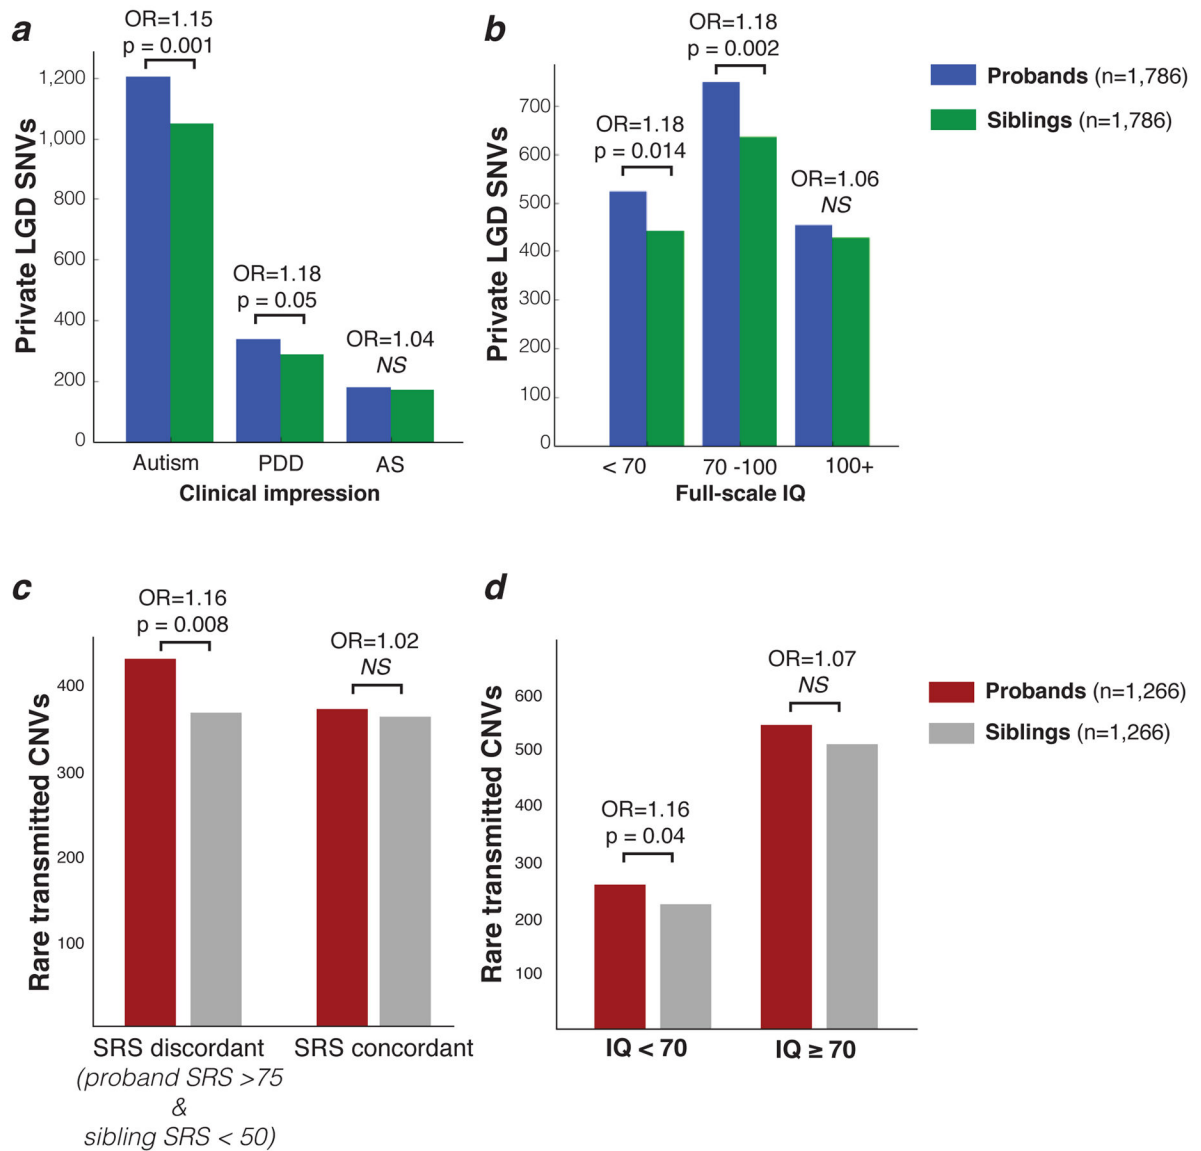 a
OR=1.15
p = 0.001
Private LGD SNVs
1,200
1,000
800
600
400
200
0
OR=1.18
p = 0.05
OR=1.04
NS
Autism PDD AS
Clinical impression
b
OR=1.18
p = 0.002
OR=1.18
p = 0.014
OR=1.06
NS
Private LGD SNVs
700
600
500
400
300
200
100
0
< 70 70 -100 100+
Full-scale IQ
Probands (n=1,786)
Siblings (n=1,786)
c
OR=1.16
p = 0.008
OR=1.02
NS
Rare transmitted CNVs
400
300
200
100
SRS discordant SRS concordant
(proband SRS >75
&
sibling SRS < 50)
d
OR=1.07
NS
OR=1.16
p = 0.04
Rare transmitted CNVs
600
500
400
300
200
100
IQ < 70 IQ ≥ 70
Probands (n=1,266)
Siblings (n=1,266)